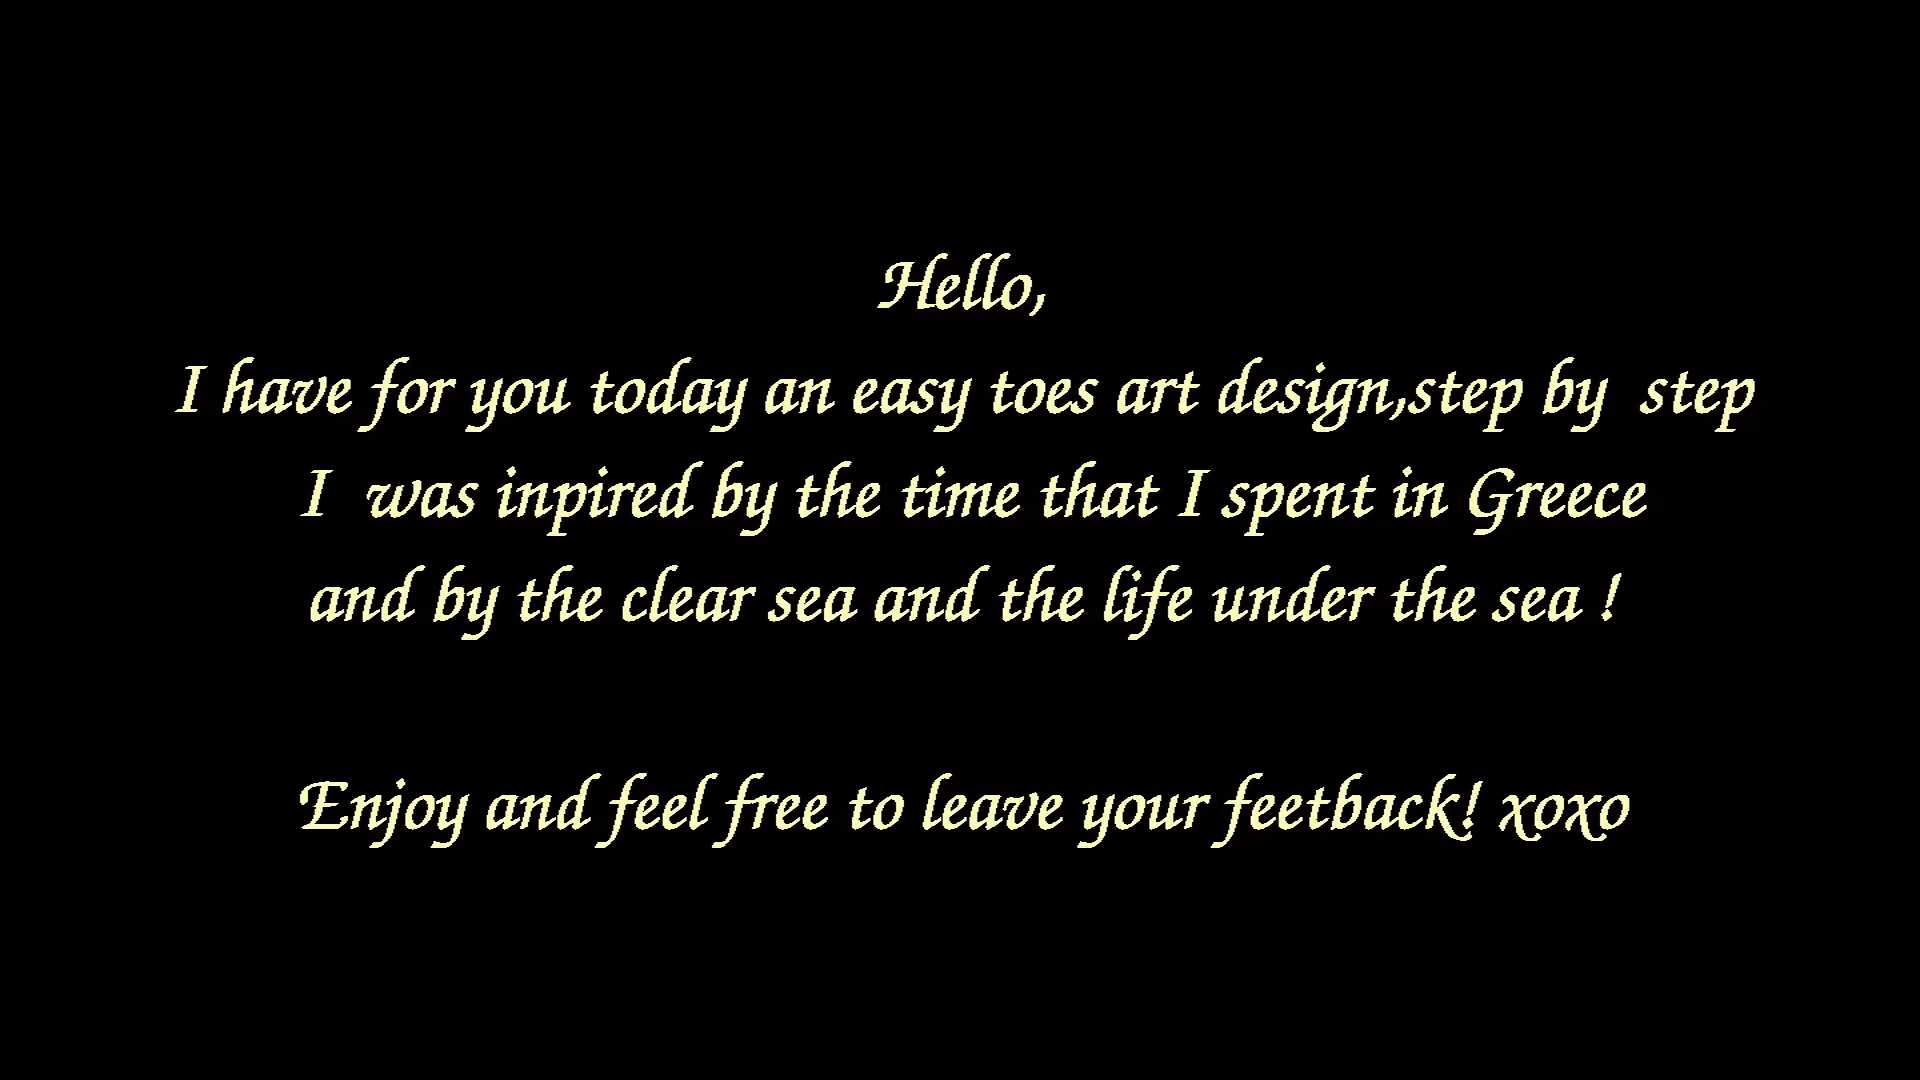 Hello,
I have for you today an easy toes art design,step by  step
I  was inpired by the time that I spent in Greece
and by the clear sea and the life under the sea !
Enjoy and feel free to leave your feetback! xoxo